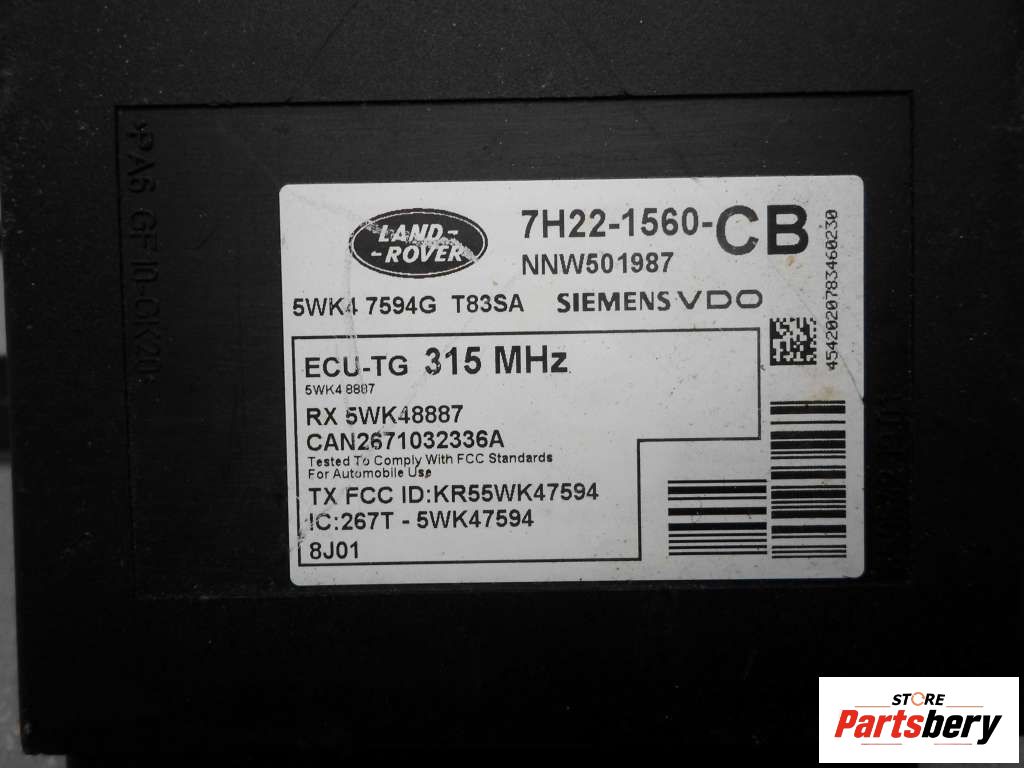 LAND-
ROVER
7H22-1560-CB
NNW501987
5WK4 7594G T83SA SIEMENS VDO
4542020783460230
ECU-TG 315 MHz
5WK4 8887
RX 5WK48887
CAN2671032336A
Tested To Comply With FCC Standards
For Automobile Use
TX FCC ID:KR55WK47594
IC:267T - 5WK47594
8J01
STORE
Partsbery